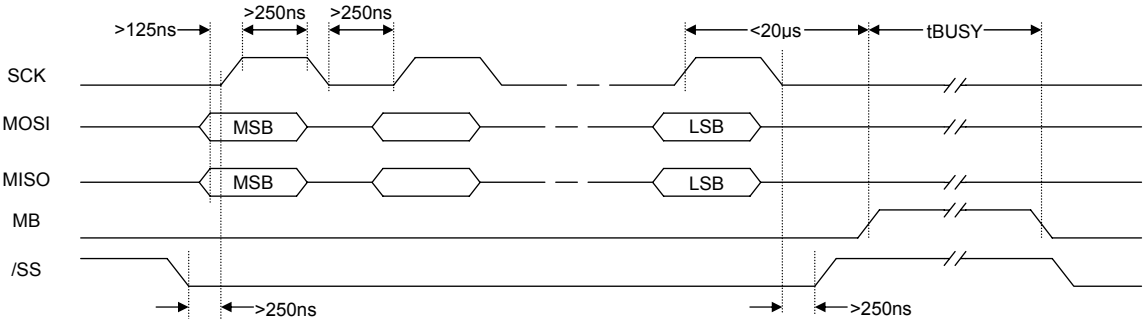 >250ns >250ns
>125ns <20µs tBUSY
SCK
MOSI MSB LSB
MISO MSB LSB
MB
/SS
>250ns >250ns